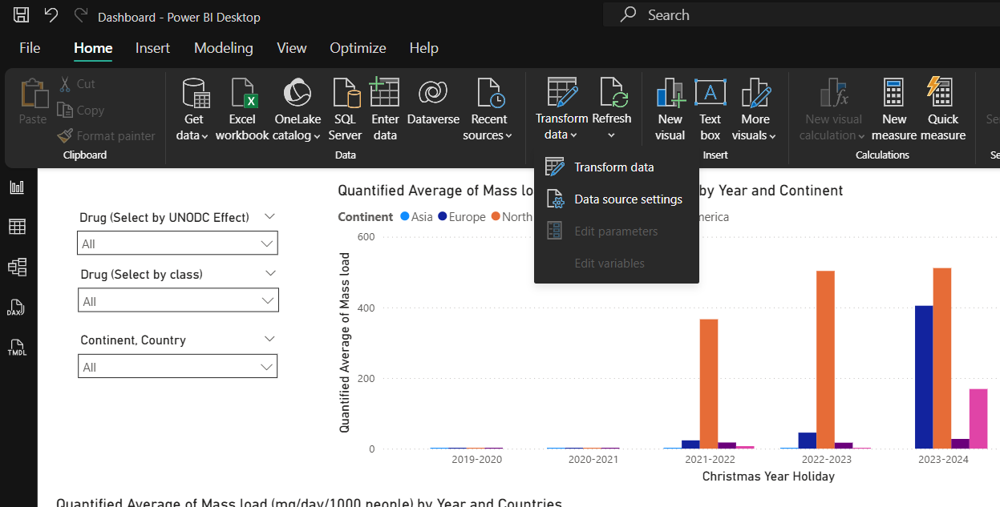 Dashboard - Power BI Desktop
Search
File Home Insert Modeling View Optimize Help
Paste
Cut
Copy
Format painter
Clipboard
Get data
Excel workbook
OneLake catalog
SQL Server
Enter data
Dataverse
Recent sources
Data
Transform data
Refresh
New visual
Text box
More visuals
Insert
New visual calculation
New measure
Quick measure
Calculations
Transform data
Data source settings
Edit parameters
Edit variables
DAX
TMDL
Drug (Select by UNODC Effect)
All
Drug (Select by class)
All
Continent, Country
All
Quantified Average of Mass lo by Year and Continent
Continent Asia Europe North merica
Quantified Average of Mass load
600
400
200
0
2019-2020 2020-2021 2021-2022 2022-2023 2023-2024
Christmas Year Holiday
Quantified Average of Mass load (mg/day/1000 people) by Year and Countries